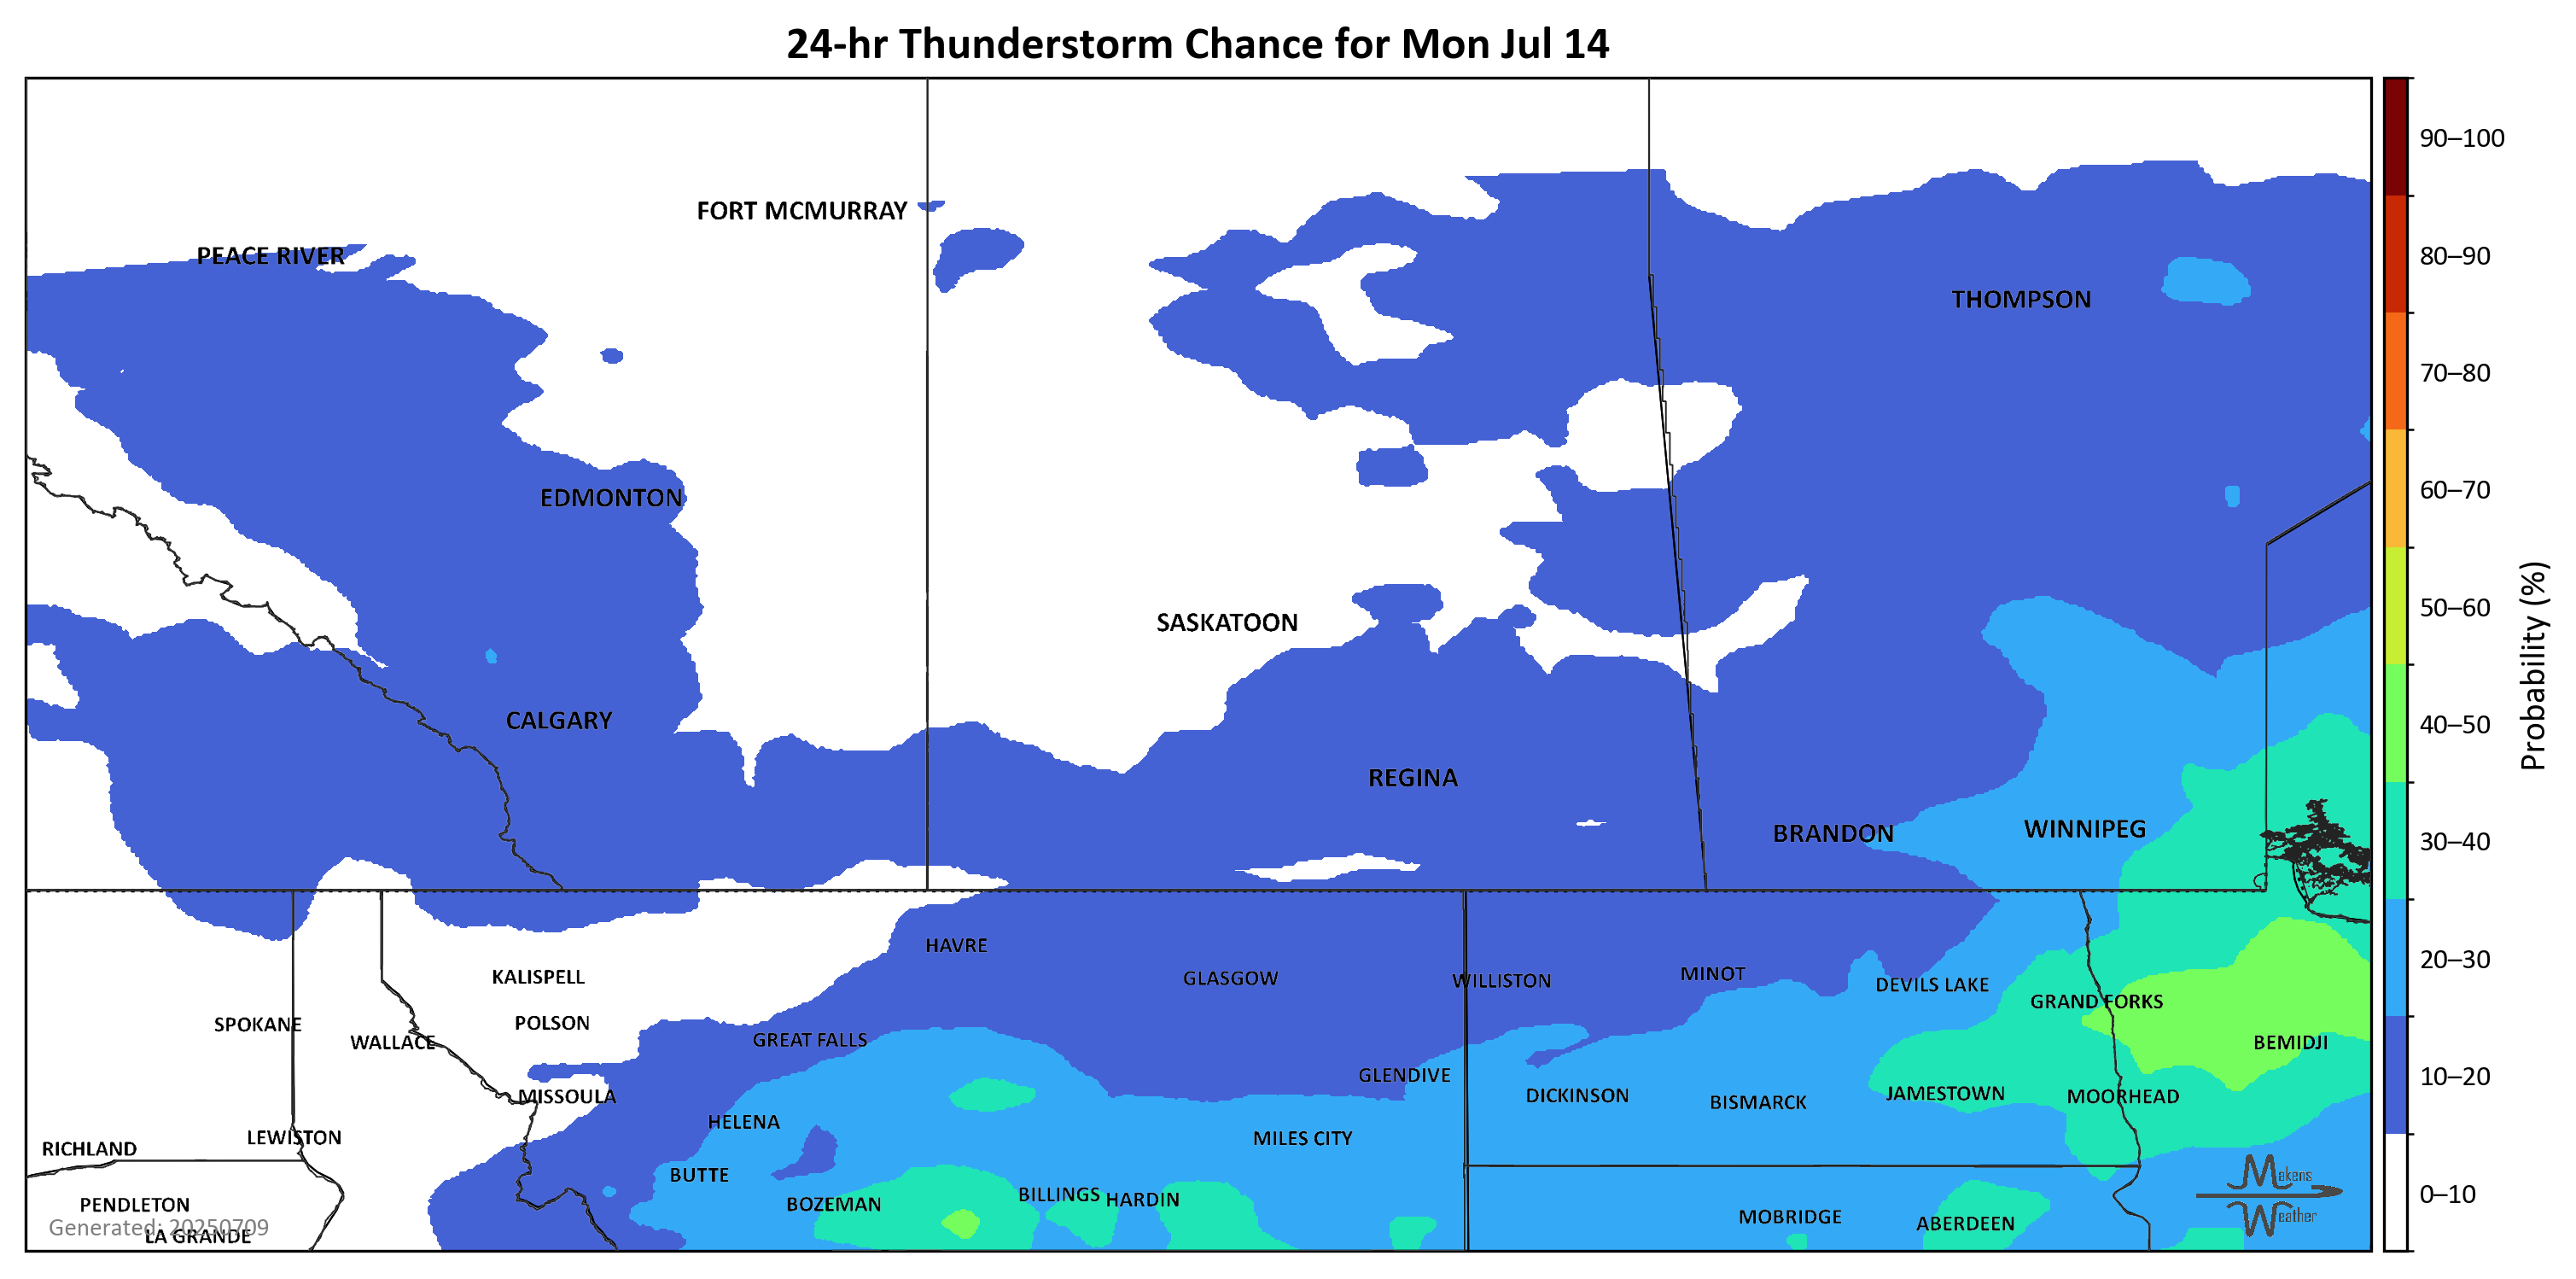 24-hr Thunderstorm Chance for Mon Jul 14
90–100
FORT MCMURRAY
PEACE RIVER
80–90
THOMPSON
70–80
60–70
EDMONTON
50–60
SASKATOON
Probability (%)
CALGARY
40–50
REGINA
BRANDON
WINNIPEG
30–40
HAVRE
20–30
KALISPELL
GLASGOW
WILLISTON
MINOT
DEVILS LAKE
GRAND FORKS
SPOKANE
POLSON
WALLACE
GREAT FALLS
BEMIDJI
GLENDIVE
10–20
MISSOULA
DICKINSON
BISMARCK
JAMESTOWN
MOORHEAD
HELENA
RICHLAND
LEWISTON
MILES CITY
BUTTE
Makens
Weather
PENDLETON
BOZEMAN
BILLINGS
HARDIN
0–10
MOBRIDGE
ABERDEEN
Generated: 20250709
LA GRANDE